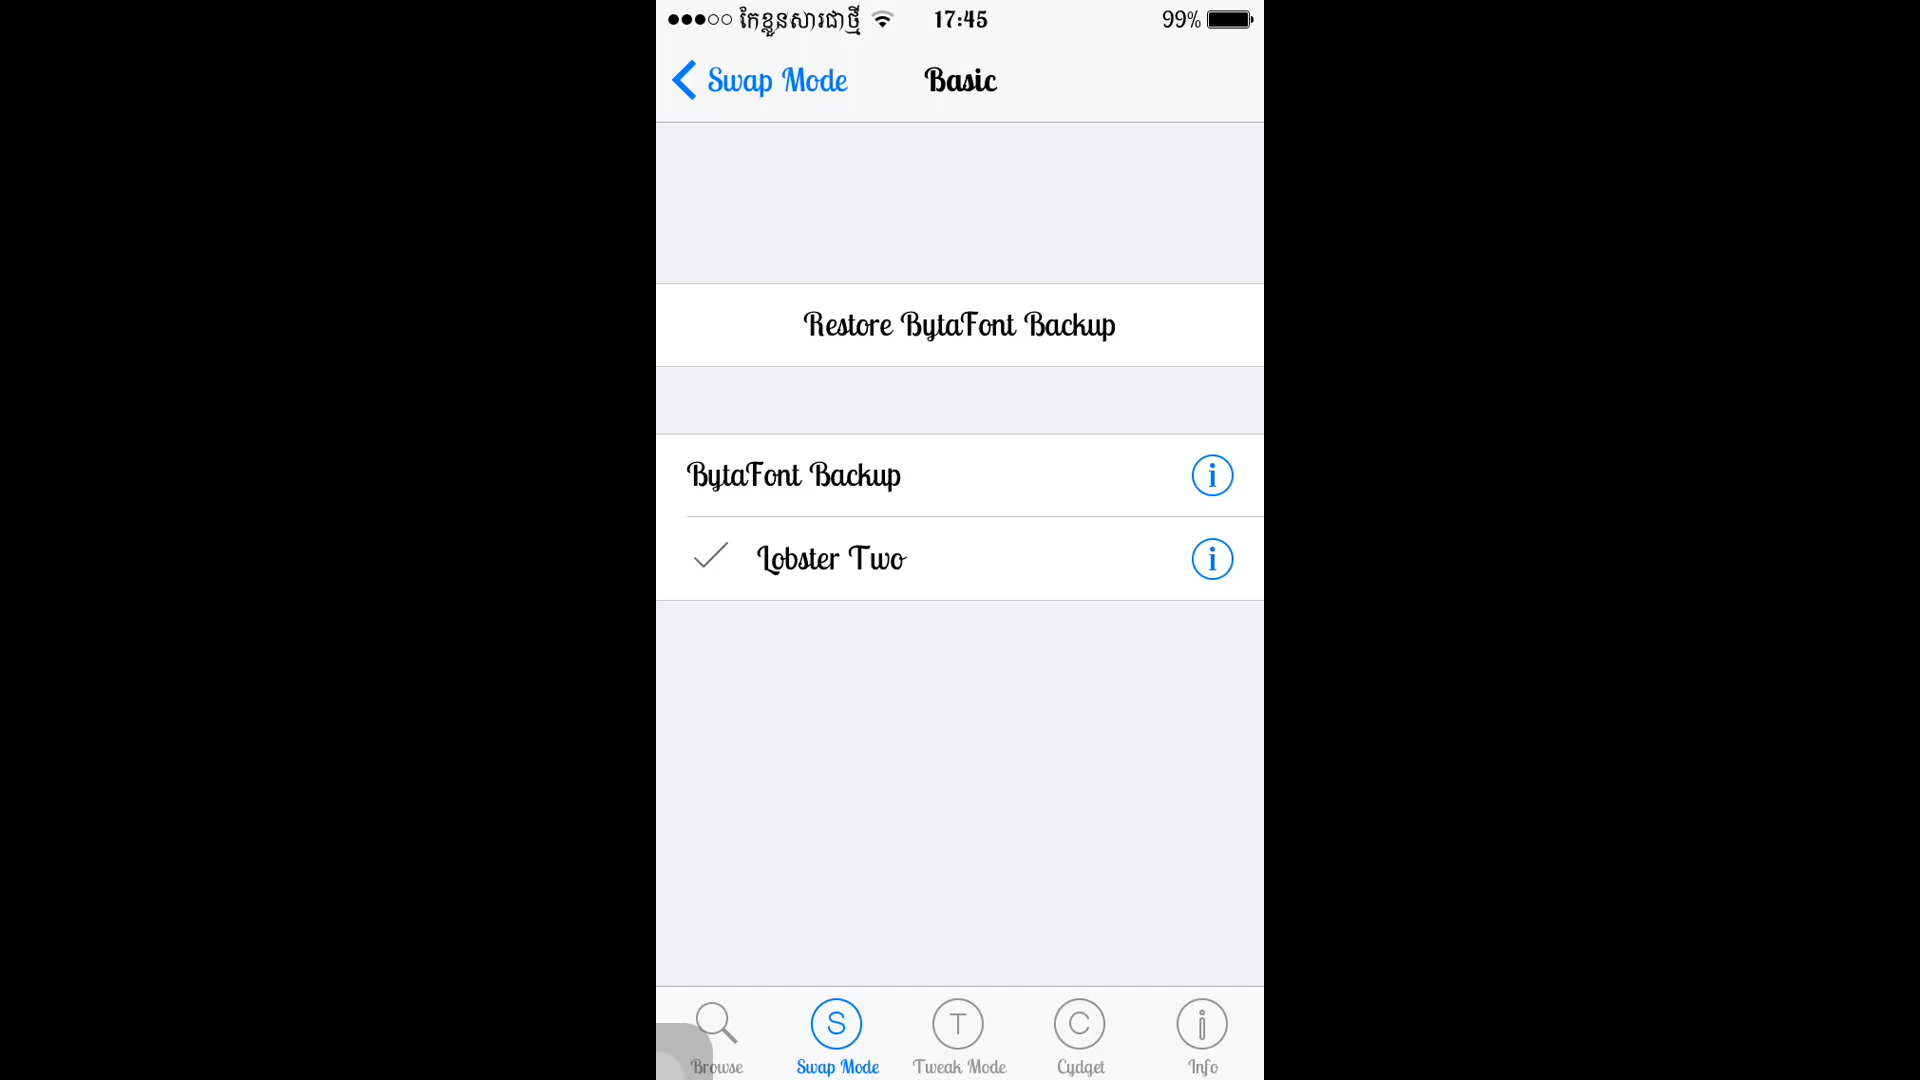 កែខ្លួនសារជាថ្មី 17:45 99%
Swap Mode Basic
Restore BytaFont Backup
BytaFont Backup i
Lobster Two i
S T C i
Browse Swap Mode Tweak Mode Cydget Info